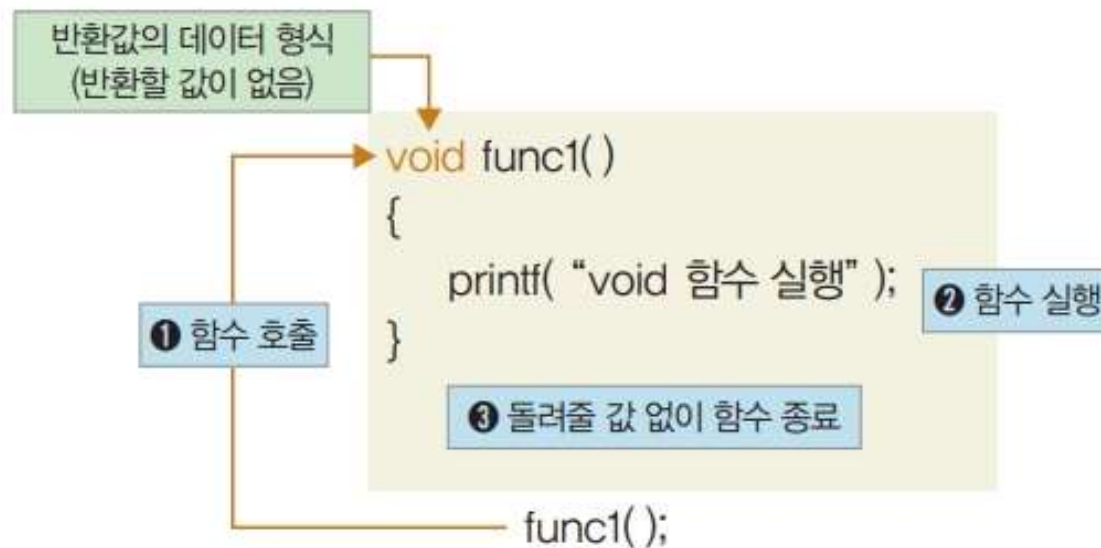 반환값의 데이터 형식
(반환할 값이 없음)
void func1( )
{
printf( “void 함수 실행” );
❷ 함수 실행
❶ 함수 호출
}
❸ 돌려줄 값 없이 함수 종료
func1( );